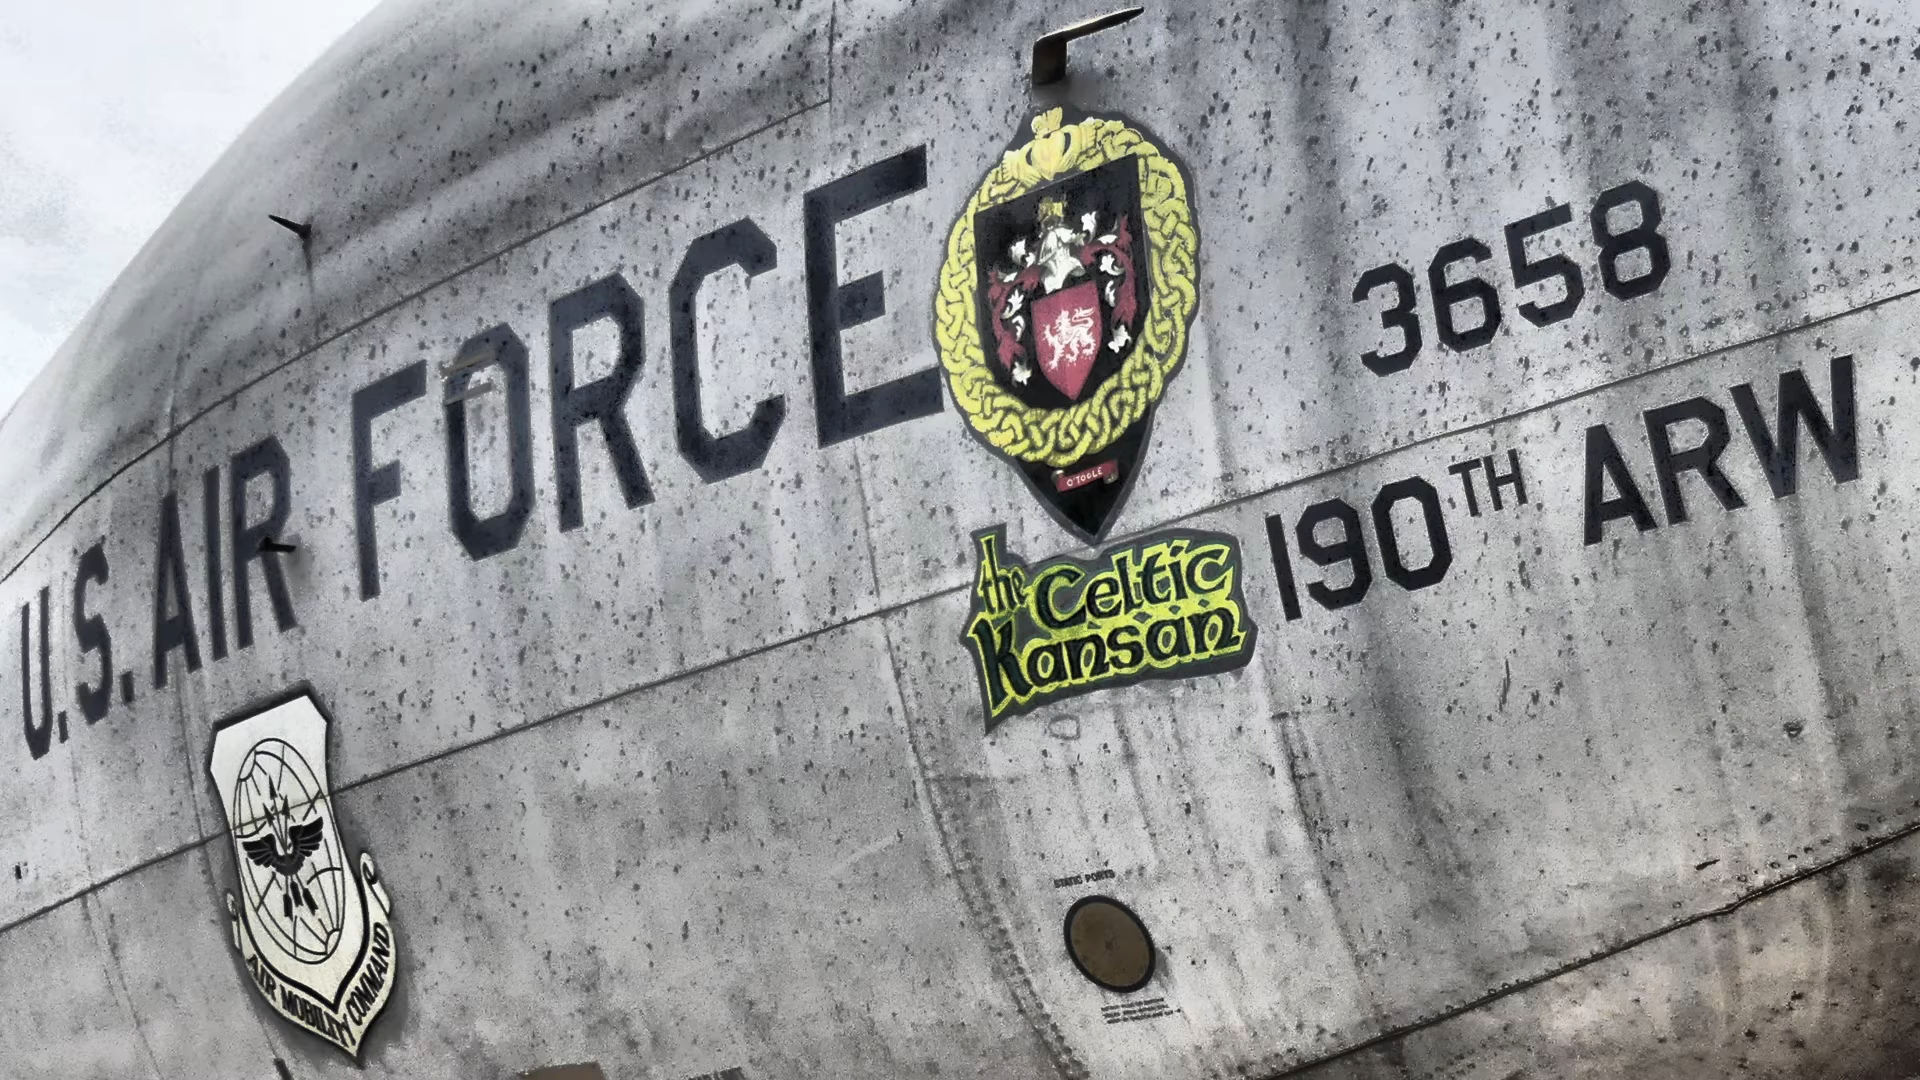 U.S. AIR FORCE
3658
190TH ARW
O'TOOLE
the Celtic
Kansan
AIR MOBILITY COMMAND
STATIC PORTS